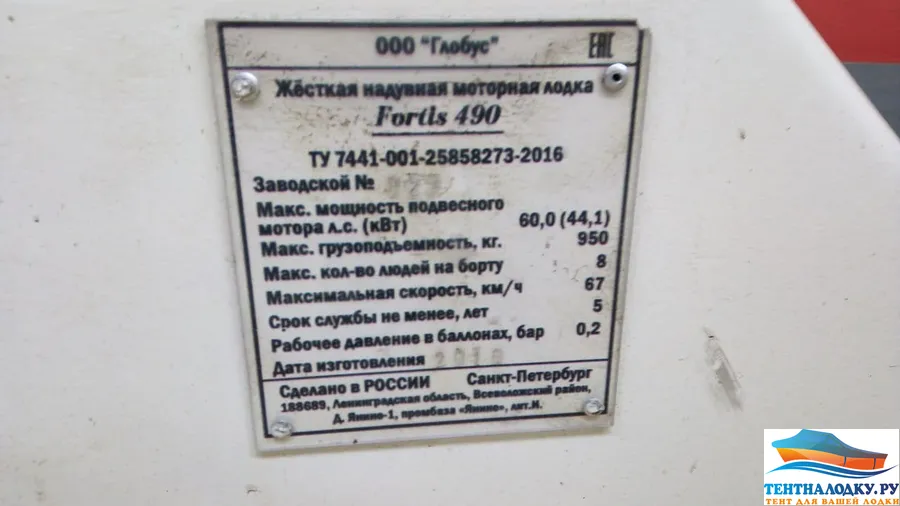 ООО "Глобус" ЕАС
Жёсткая надувная моторная лодка
Fortis 490
ТУ 7441-001-25858273-2016
Заводской №
Макс. мощность подвесного
мотора л.с. (кВт) 60,0 (44,1)
Макс. грузоподъемность, кг. 950
Макс. кол-во людей на борту 8
Максимальная скорость, км/ч 67
Срок службы не менее, лет 5
Рабочее давление в баллонах, бар 0,2
Дата изготовления
Сделано в РОССИИ Санкт-Петербург
188689, Ленинградская область, Всеволожский район,
Д. Янино-1, промбаза «Янино», лит.И.
ТЕНТНАЛОДКУ.РУ
ТЕНТ ДЛЯ ВАШЕЙ ЛОДКИ